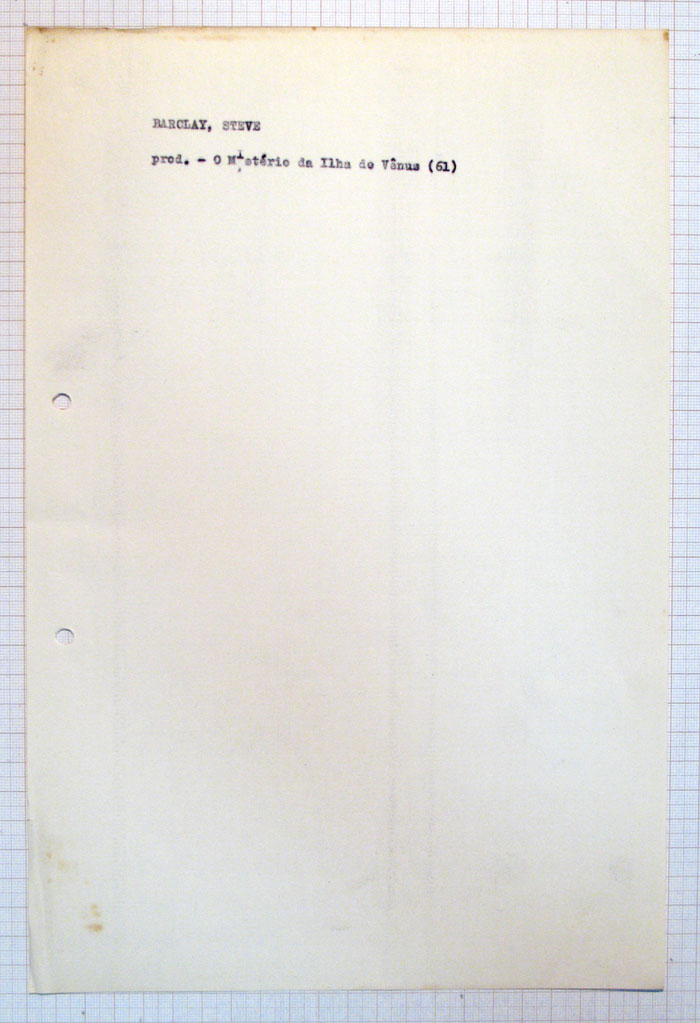 BARCLAY, STEVE
prod. - O Mistério da Ilha de Vênus (61)